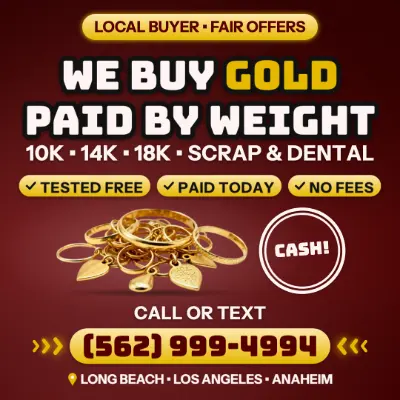 LOCAL BUYER ▪ FAIR OFFERS
WE BUY GOLD
PAID BY WEIGHT
10K ▪ 14K ▪ 18K ▪ SCRAP & DENTAL
✓ TESTED FREE ✓ PAID TODAY ✓ NO FEES
CASH!
CALL OR TEXT
(562) 999-4994
LONG BEACH ▪ LOS ANGELES ▪ ANAHEIM